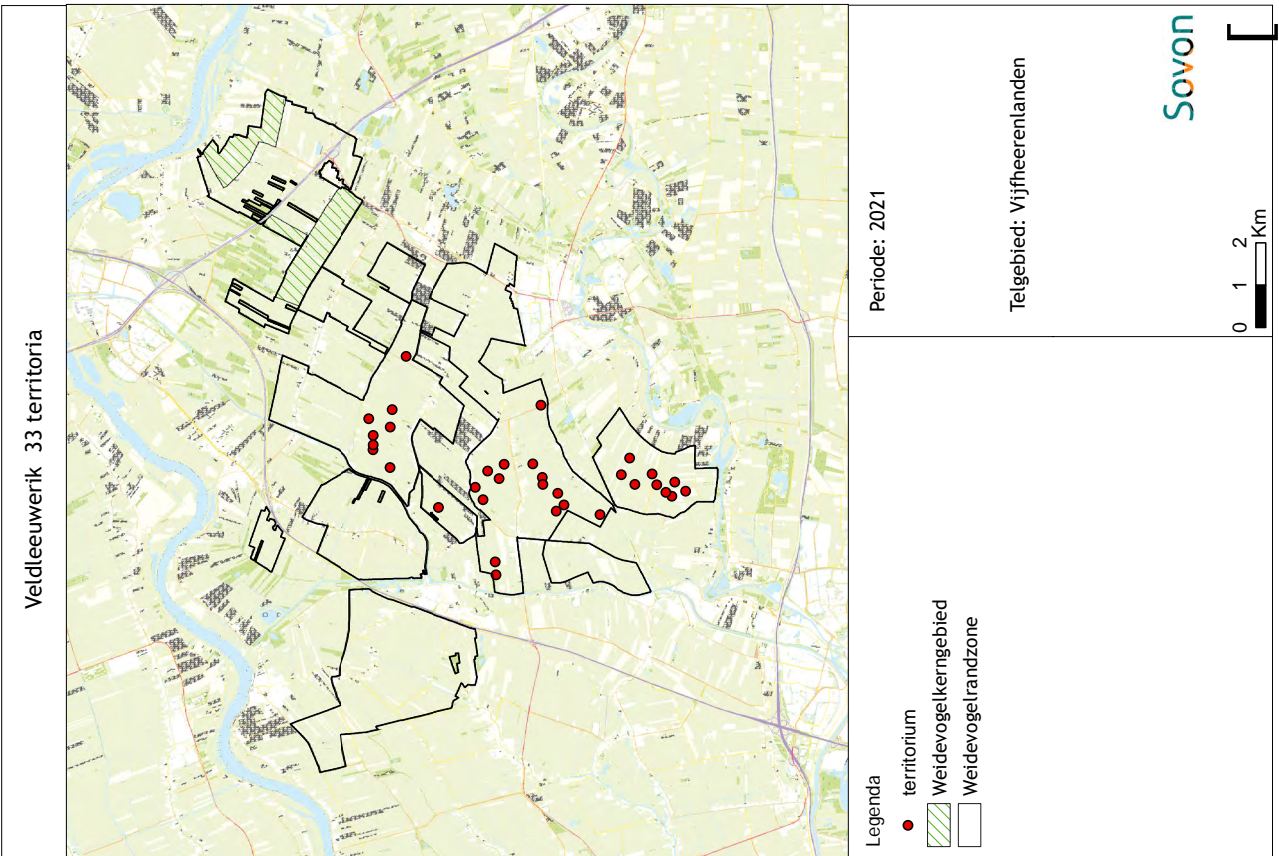 Veldleeuwerik 33 territoria
Legenda
territorium
Weidevogelkerngebied
Weidevogelrandzone
Periode: 2021
Telgebied: Vijfheerenlanden
0 1 2 Km
Sovon
[